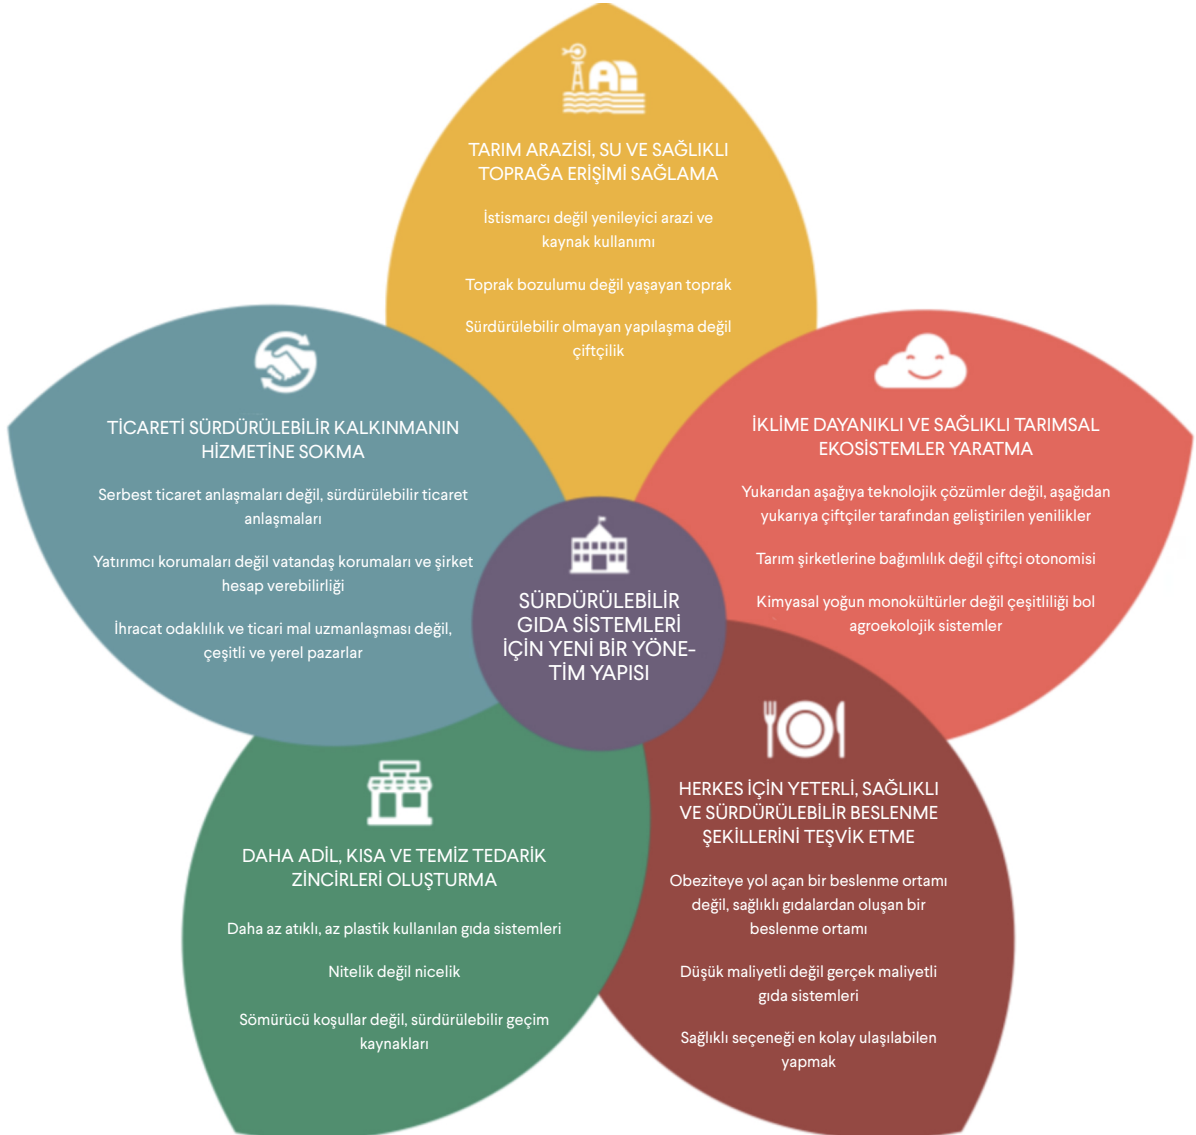 TARIM ARAZİSİ, SU VE SAĞLIKLI
TOPRAĞA ERİŞİMİ SAĞLAMA
İstismarcı değil yenileyici arazi ve
kaynak kullanımı
Toprak bozulumu değil yaşayan toprak
Sürdürülebilir olmayan yapılaşma değil
çiftçilik
TİCARETİ SÜRDÜRÜLEBİLİR KALKINMANIN
HİZMETİNE SOKMA
Serbest ticaret anlaşmaları değil, sürdürülebilir ticaret
anlaşmaları
Yatırımcı korumaları değil vatandaş korumaları ve şirket
hesap verebilirliği
İhracat odaklılık ve ticari mal uzmanlaşması değil,
çeşitli ve yerel pazarlar
İKLİME DAYANIKLI VE SAĞLIKLI TARIMSAL
EKOSİSTEMLER YARATMA
Yukarıdan aşağıya teknolojik çözümler değil, aşağıdan
yukarıya çiftçiler tarafından geliştirilen yenilikler
Tarım şirketlerine bağımlılık değil çiftçi otonomisi
Kimyasal yoğun monokültürler değil çeşitliliği bol
agroekolojik sistemler
SÜRDÜRÜLEBİLİR
GIDA SİSTEMLERİ
İÇİN YENİ BİR YÖNE-
TİM YAPISI
DAHA ADİL, KISA VE TEMİZ TEDARİK
ZİNCİRLERİ OLUŞTURMA
Daha az atıklı, az plastik kullanılan gıda sistemleri
Nitelik değil nicelik
Sömürücü koşullar değil, sürdürülebilir geçim
kaynakları
HERKES İÇİN YETERLİ, SAĞLIKLI
VE SÜRDÜRÜLEBİLİR BESLENME
ŞEKİLLERİNİ TEŞVİK ETME
Obeziteye yol açan bir beslenme ortamı
değil, sağlıklı gıdalardan oluşan bir
beslenme ortamı
Düşük maliyetli değil gerçek maliyetli
gıda sistemleri
Sağlıklı seçeneği en kolay ulaşılabilen
yapmak